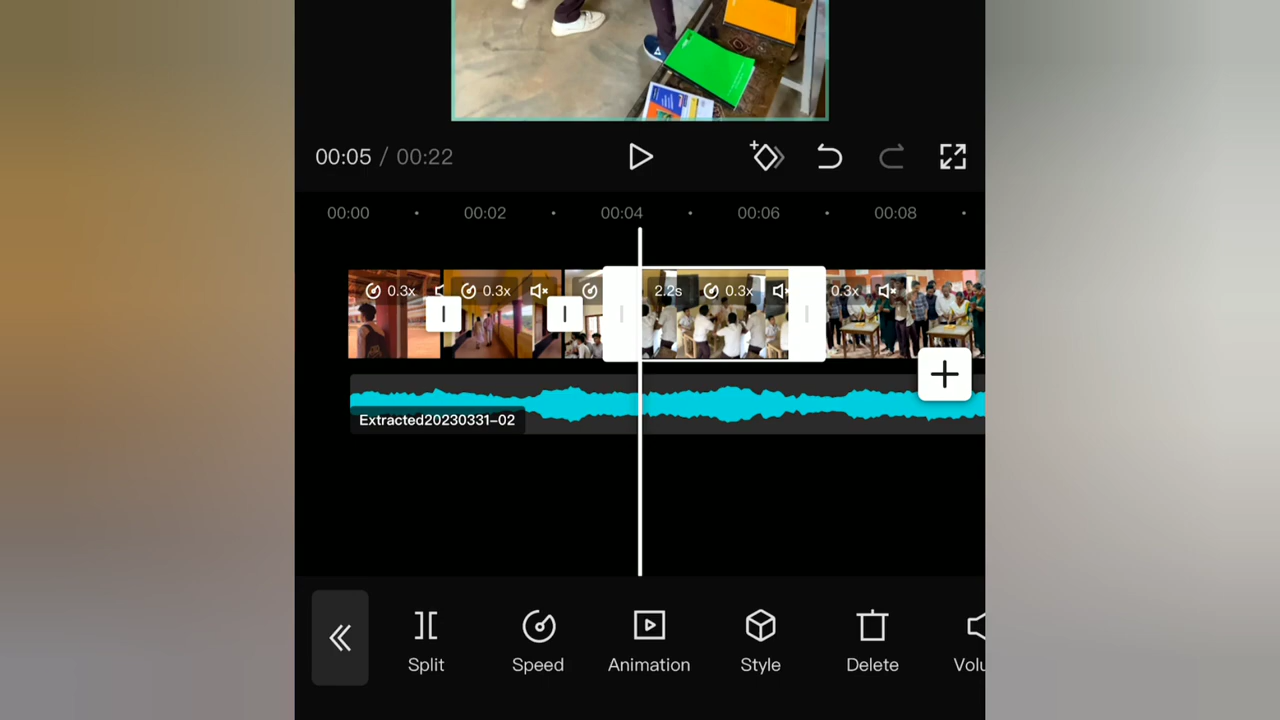 00:05 / 00:22
00:00 00:02 00:04 00:06 00:08
0.3x 0.3x 2.2s 0.3x 0.3x
Extracted20230331-02
Split Speed Animation Style Delete Volu